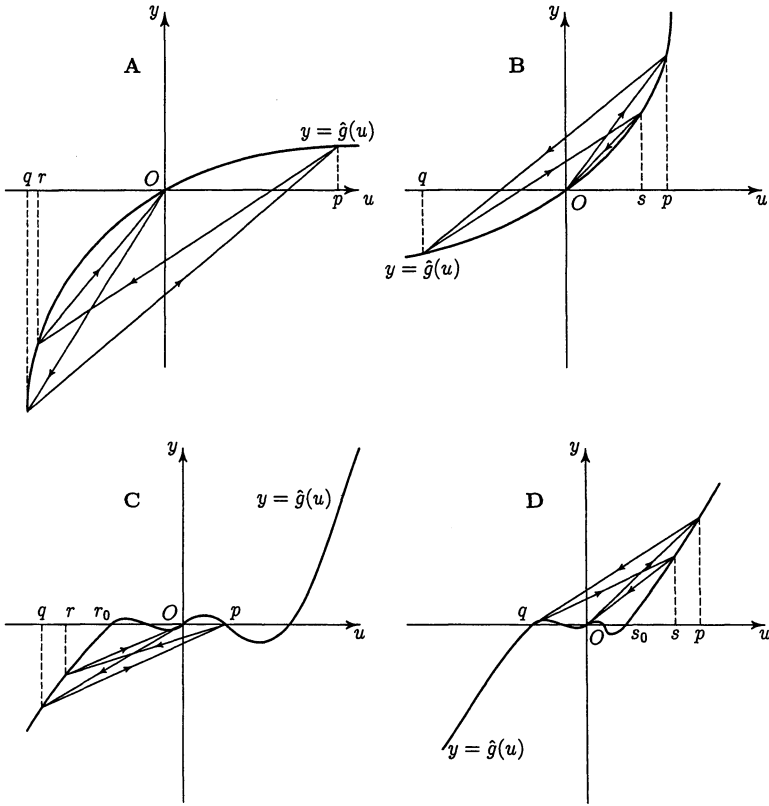 y
A
y = ĝ(u)
q r
O
p
u
y
B
q
O
s
p
u
y = ĝ(u)
y
C
y = ĝ(u)
q
r
r₀
O
p
u
y
D
q
O
s₀
s
p
u
y = ĝ(u)